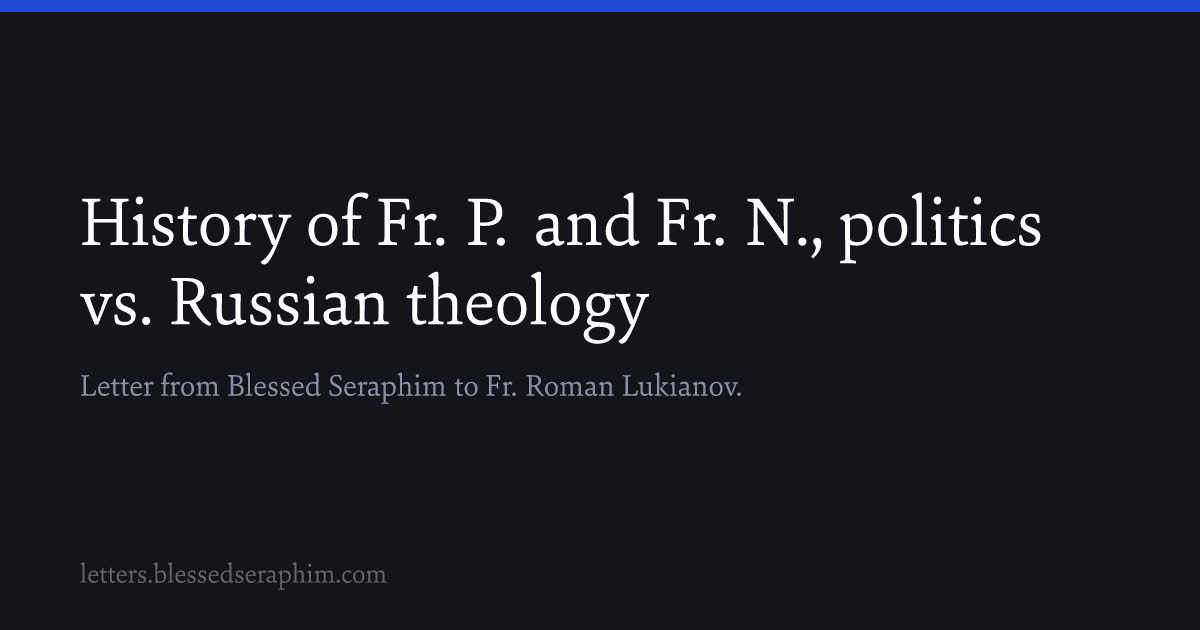 History of Fr. P. and Fr. N., politics
vs. Russian theology
Letter from Blessed Seraphim to Fr. Roman Lukianov.
letters.blessedseraphim.com